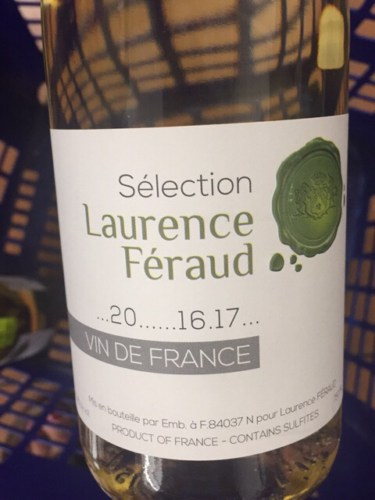 Sélection
Laurence
Féraud
...20......16.17...
VIN DE FRANCE
Mis en bouteille par Emb. à F.84037 N pour Laurence FÉRAUD
PRODUCT OF FRANCE - CONTAINS SULFITES